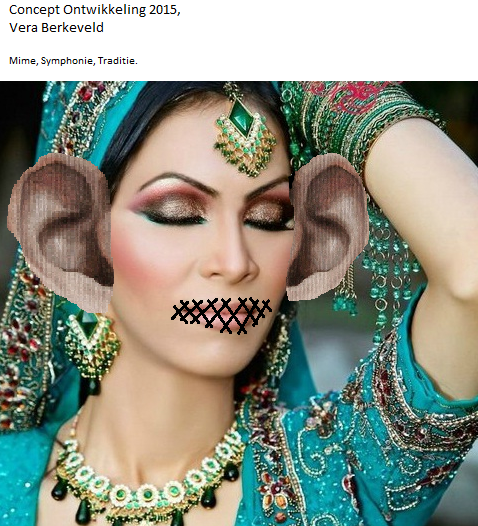 Concept Ontwikkeling 2015,
Vera Berkeveld
Mime, Symphonie, Traditie.